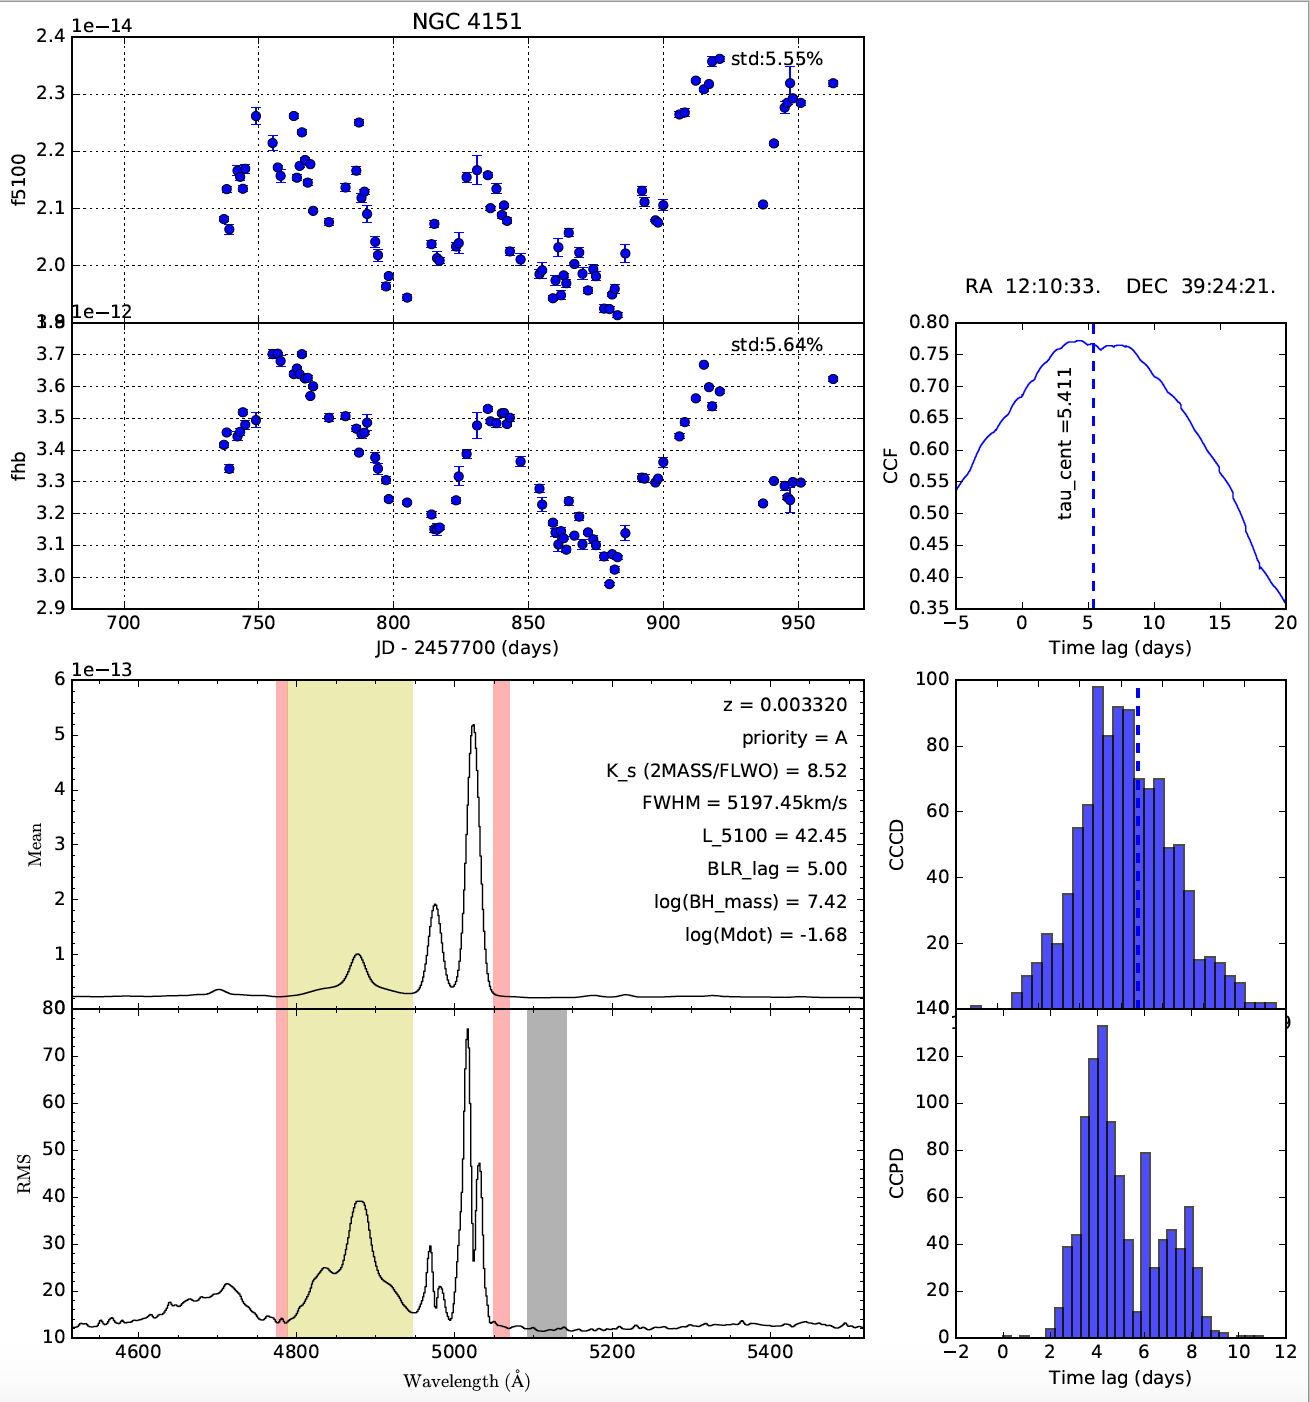 NGC 4151
1e−14
2.4
2.3
2.2
2.1
2.0
1.9
f5100
std:5.55%
1e−12
3.8
3.7
3.6
3.5
3.4
3.3
3.2
3.1
3.0
2.9
fhb
std:5.64%
700 750 800 850 900 950
JD - 2457700 (days)
RA 12:10:33. DEC 39:24:21.
0.80
0.75
0.70
0.65
0.60
0.55
0.50
0.45
0.40
0.35
CCF
tau_cent =5.411
−5 0 5 10 15 20
Time lag (days)
1e−13
6
5
4
3
2
1
Mean
z = 0.003320
priority = A
K_s (2MASS/FLWO) = 8.52
FWHM = 5197.45km/s
L_5100 = 42.45
BLR_lag = 5.00
log(BH_mass) = 7.42
log(Mdot) = -1.68
100
80
60
40
20
CCCD
80
70
60
50
40
30
20
10
RMS
4600 4800 5000 5200 5400
Wavelength (Å)
140
120
100
80
60
40
20
0
CCPD
−2 0 2 4 6 8 10 12
Time lag (days)